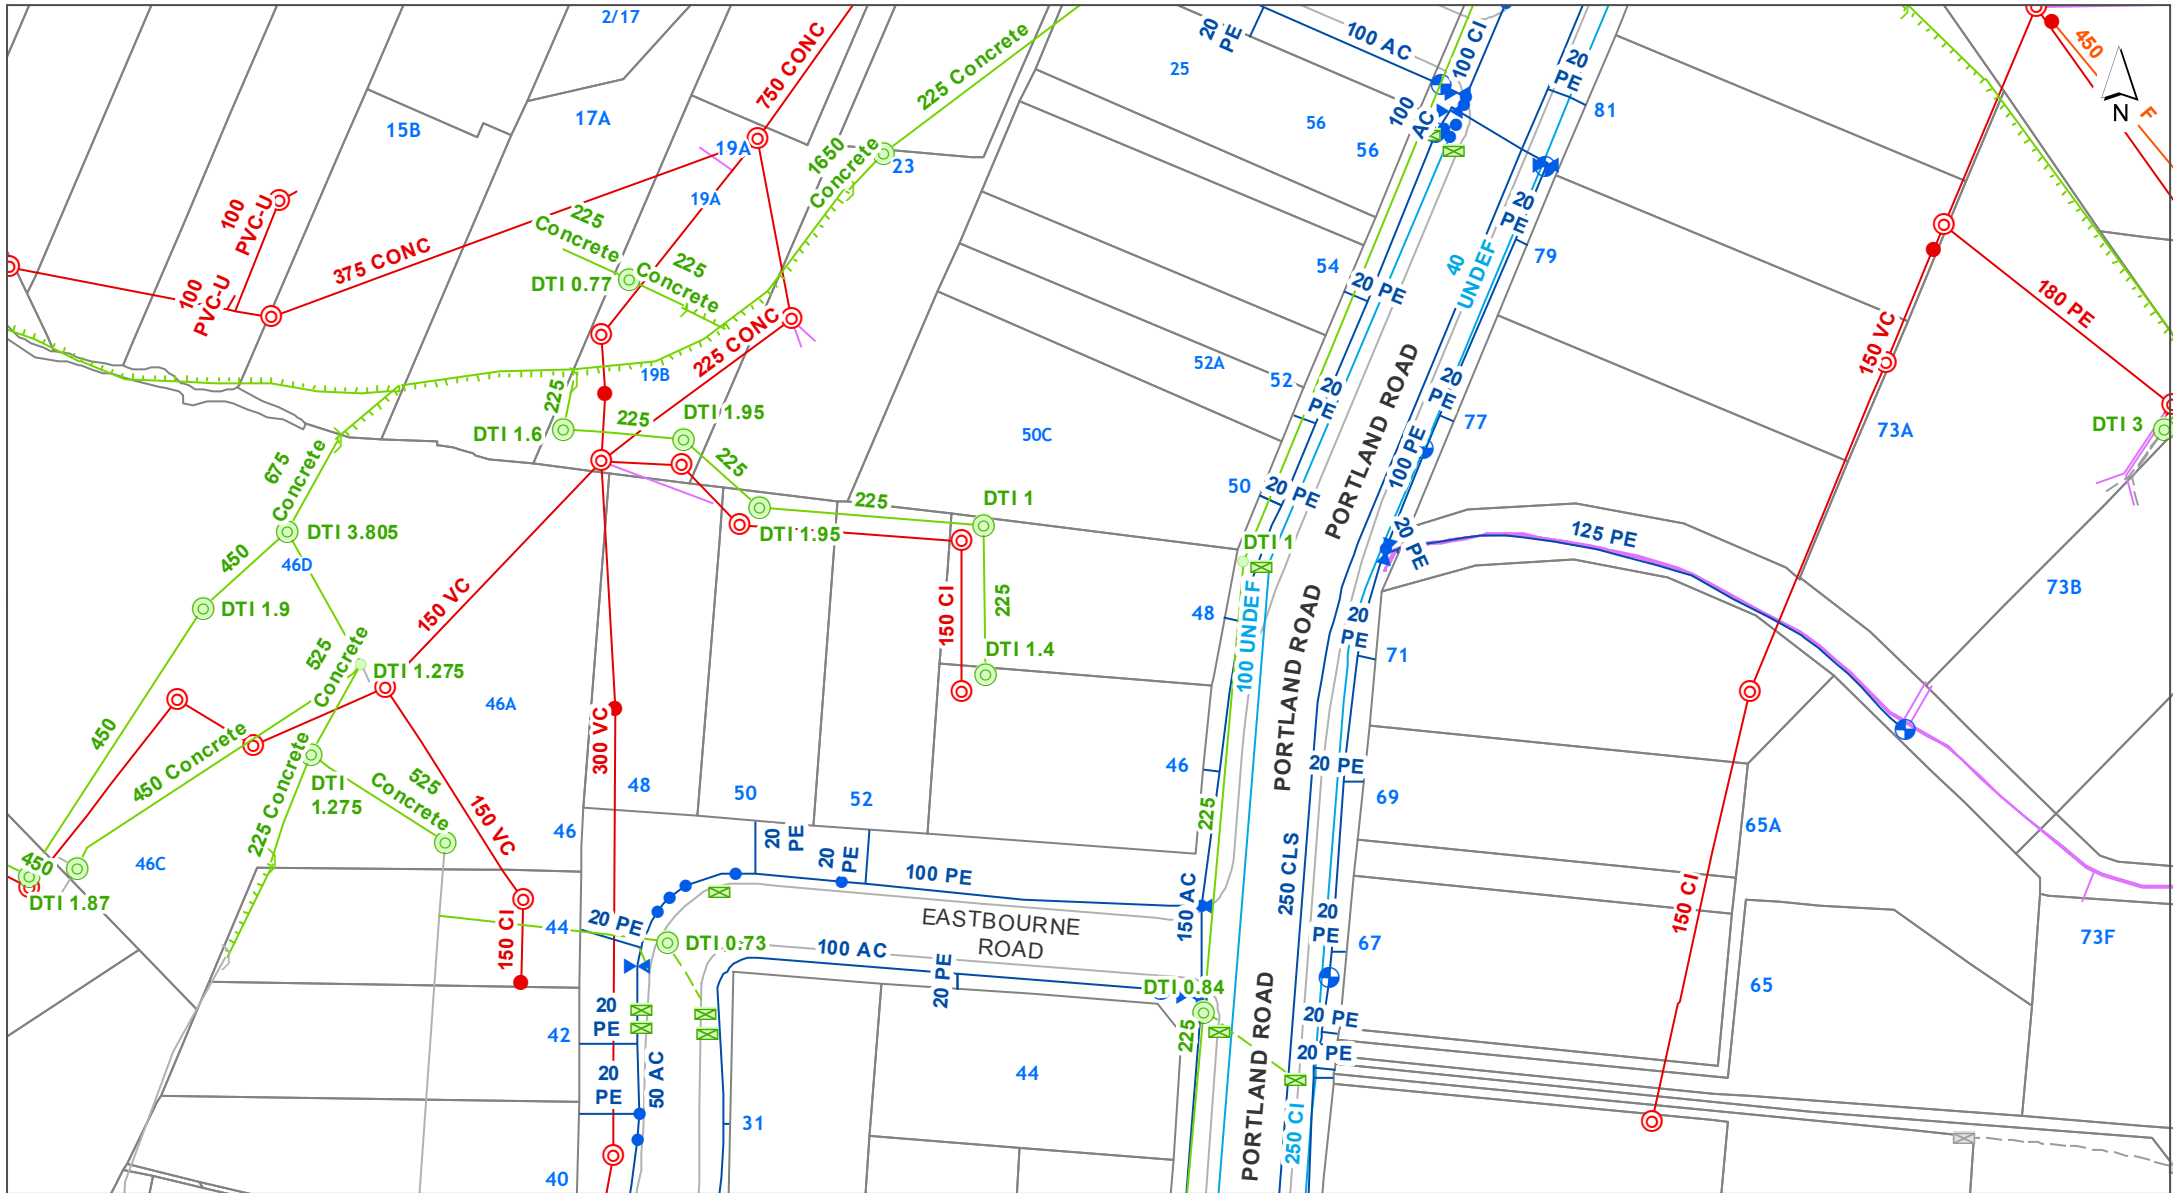 2/17
20
PE
100 AC
100 CI
20
PE
81
450
F
N
750 CONC
225 Concrete
25
15B
17A
19A
1650
Concrete
23
56
56
100
AC
19A
100
PVC-U
375 CONC
225
Concrete
225
Concrete
DTI 0.77
20
PE
79
40
UNDEF
54
20 PE
100
PVC-U
180 PE
150 VC
225 CONC
19B
52A
52
20
PE
PORTLAND ROAD
20
PE
77
73A
DTI 3
225
DTI 1.6
225
DTI 1.95
225
50C
100 PE
675
Concrete
50
20 PE
225
DTI 1
DTI 1.95
DTI 3.805
450
46D
DTI 1
20 PE
125 PE
73B
DTI 1.9
150 VC
150 CI
225
48
100 UNDEF
PORTLAND ROAD
20
PE
71
525
Concrete
DTI 1.275
DTI 1.4
46A
450
450 Concrete
300 VC
225 Concrete
DTI
1.275
525
Concrete
48
50
52
46
20 PE
69
65A
150 VC
46
20
PE
20
PE
225
46C
450
DTI 1.87
100 PE
150 AC
250 CLS
150 CI
20
PE
67
73F
44
20 PE
DTI 0.73
EASTBOURNE
ROAD
100 AC
20 PE
DTI 0.84
150 CI
65
20
PE
42
225
20 PE
20 PE
PORTLAND ROAD
20
PE
50 AC
44
31
250 CI
40